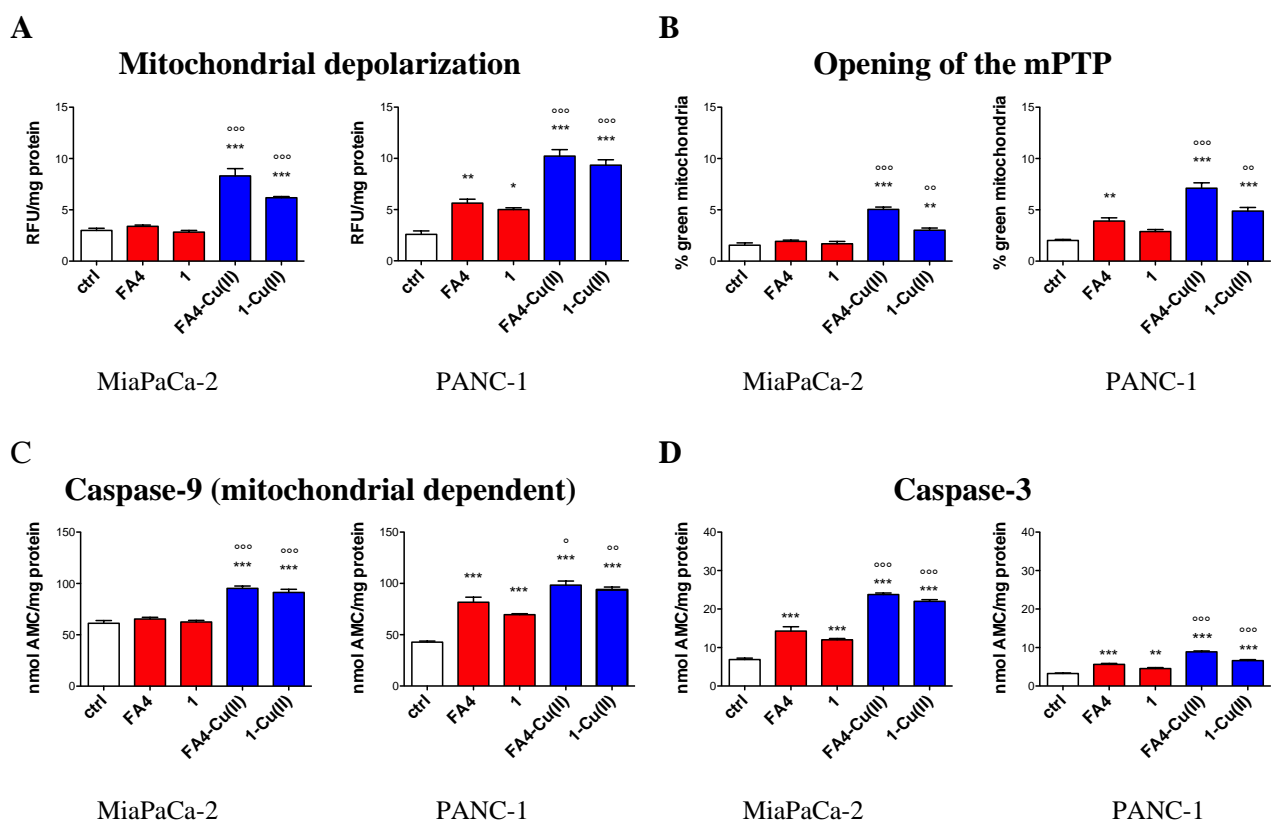 A
Mitochondrial depolarization
RFU/mg protein
15
10
5
0
ctrl
FA4
1
FA4-Cu(II)
1-Cu(II)
°°°
***
°°°
***
MiaPaCa-2
RFU/mg protein
15
10
5
0
ctrl
FA4
1
FA4-Cu(II)
1-Cu(II)
**
*
°°°
***
°°°
***
PANC-1
B
Opening of the mPTP
% green mitochondria
15
10
5
0
ctrl
FA4
1
FA4-Cu(II)
1-Cu(II)
°°°
***
°°
**
MiaPaCa-2
% green mitochondria
15
10
5
0
ctrl
FA4
1
FA4-Cu(II)
1-Cu(II)
**
°°°
***
°°
***
PANC-1
C
Caspase-9 (mitochondrial dependent)
nmol AMC/mg protein
150
100
50
0
ctrl
FA4
1
FA4-Cu(II)
1-Cu(II)
°°°
***
°°°
***
MiaPaCa-2
nmol AMC/mg protein
150
100
50
0
ctrl
FA4
1
FA4-Cu(II)
1-Cu(II)
***
***
°
***
°°
***
PANC-1
D
Caspase-3
nmol AMC/mg protein
40
30
20
10
0
ctrl
FA4
1
FA4-Cu(II)
1-Cu(II)
***
***
°°°
***
°°°
***
MiaPaCa-2
nmol AMC/mg protein
40
30
20
10
0
ctrl
FA4
1
FA4-Cu(II)
1-Cu(II)
***
**
°°°
***
°°°
***
PANC-1